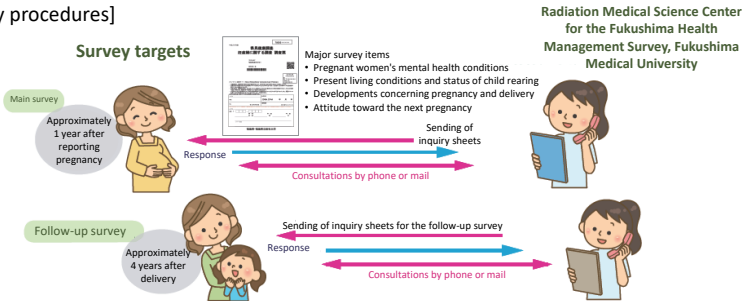 y procedures]
Radiation Medical Science Center
for the Fukushima Health
Management Survey, Fukushima
Medical University
Survey targets
Major survey items
• Pregnant women's mental health conditions
• Present living conditions and status of child rearing
• Developments concerning pregnancy and delivery
• Attitude toward the next pregnancy
Main survey
Approximately
1 year after
reporting
pregnancy
Sending of
inquiry sheets
Response
Consultations by phone or mail
Follow-up survey
Approximately
4 years after
delivery
Sending of inquiry sheets for the follow-up survey
Response
Consultations by phone or mail